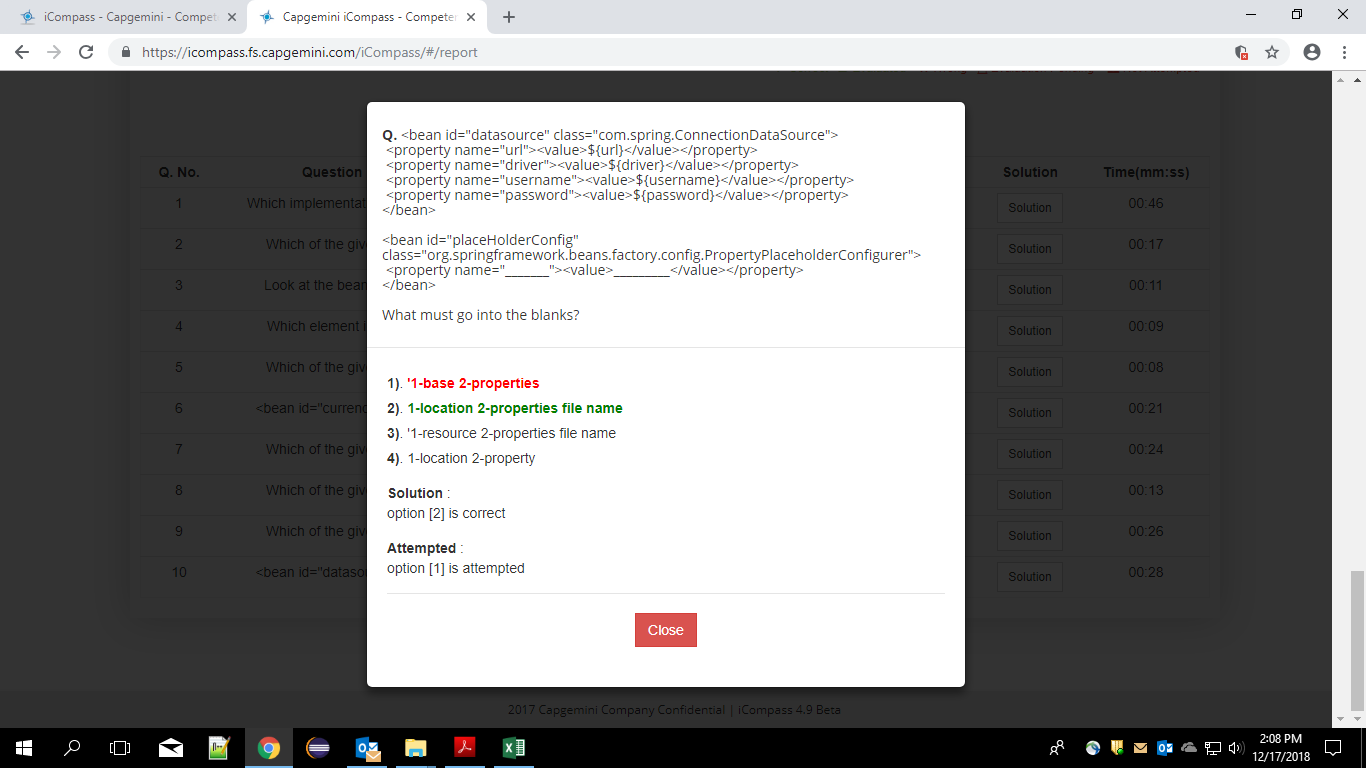 iCompass - Capgemini - Compet
Capgemini iCompass - Competen
https://icompass.fs.capgemini.com/iCompass/#/report
Q. No.
Question
Solution
Time(mm:ss)
1
Which implementat
Solution
00:46
2
Which of the giv
Solution
00:17
3
Look at the bean
Solution
00:11
4
Which element i
Solution
00:09
5
Which of the giv
Solution
00:08
6
<bean id="currenc
Solution
00:21
7
Which of the giv
Solution
00:24
8
Which of the giv
Solution
00:13
9
Which of the giv
Solution
00:26
10
<bean id="dataso
Solution
00:28
Q. <bean id="datasource" class="com.spring.ConnectionDataSource">
<property name="url"><value>${url}</value></property>
<property name="driver"><value>${driver}</value></property>
<property name="username"><value>${username}</value></property>
<property name="password"><value>${password}</value></property>
</bean>
<bean id="placeHolderConfig"
class="org.springframework.beans.factory.config.PropertyPlaceholderConfigurer">
<property name="______"><value>________</value></property>
</bean>
What must go into the blanks?
1). '1-base 2-properties
2). 1-location 2-properties file name
3). '1-resource 2-properties file name
4). 1-location 2-property
Solution :
option [2] is correct
Attempted :
option [1] is attempted
Close
2017 Capgemini Company Confidential | iCompass 4.9 Beta
2:08 PM
12/17/2018